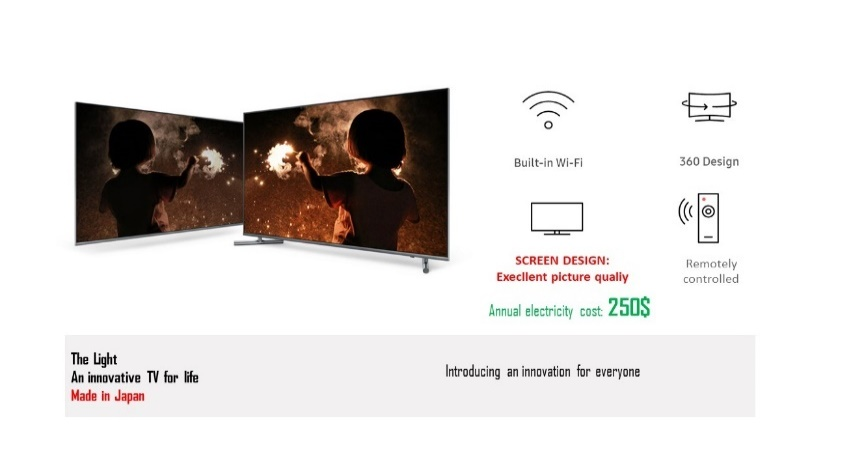 Built-in Wi-Fi
360 Design
SCREEN DESIGN:
Execllent picture qualiy
Remotely
controlled
Annual electricity cost: 250$
The Light
An innovative TV for life
Made in Japan
Introducing an innovation for everyone